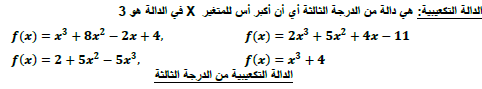 الدالة التكعيبية: هي دالة من الدرجة الثالثة أي أن أكبر أس للمتغير X في الدالة هو 3
f(x) = x³ + 8x² − 2x + 4, f(x) = 2x³ + 5x² + 4x − 11
f(x) = 2 + 5x² − 5x³, f(x) = x³ + 4
الدالة التكعيبية من الدرجة الثالثة